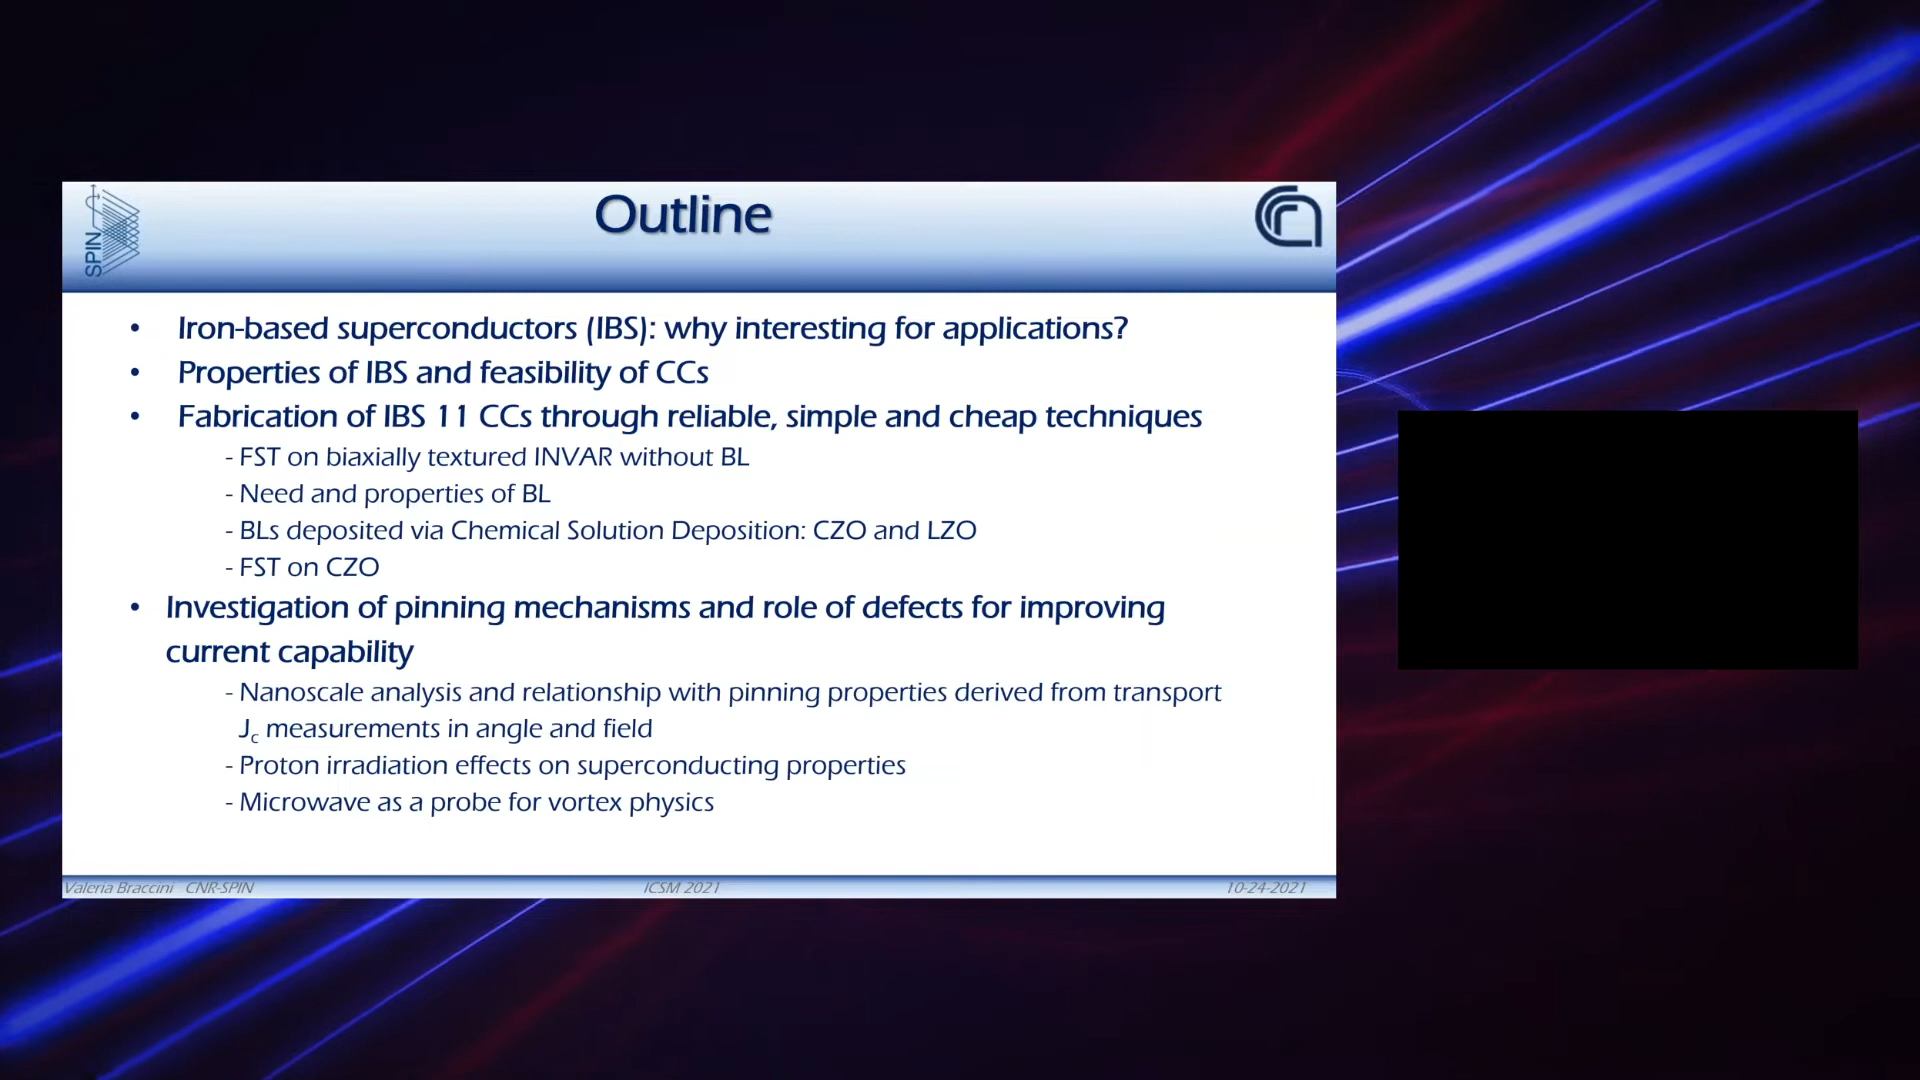 SPIN
Outline
• Iron-based superconductors (IBS): why interesting for applications?
• Properties of IBS and feasibility of CCs
• Fabrication of IBS 11 CCs through reliable, simple and cheap techniques
- FST on biaxially textured INVAR without BL
- Need and properties of BL
- BLs deposited via Chemical Solution Deposition: CZO and LZO
- FST on CZO
• Investigation of pinning mechanisms and role of defects for improving
current capability
- Nanoscale analysis and relationship with pinning properties derived from transport
Jc measurements in angle and field
- Proton irradiation effects on superconducting properties
- Microwave as a probe for vortex physics
Valeria Braccini CNR-SPIN ICSM 2021 10-24-2021